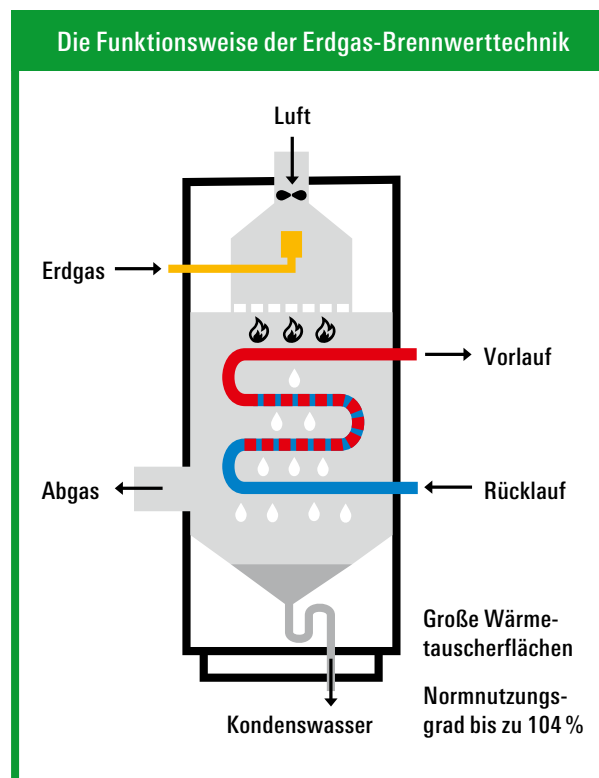 Die Funktionsweise der Erdgas-Brennwerttechnik
Luft
Erdgas
Vorlauf
Abgas
Rücklauf
Große Wärme-
tauscherflächen
Normnutzungs-
grad bis zu 104 %
Kondenswasser